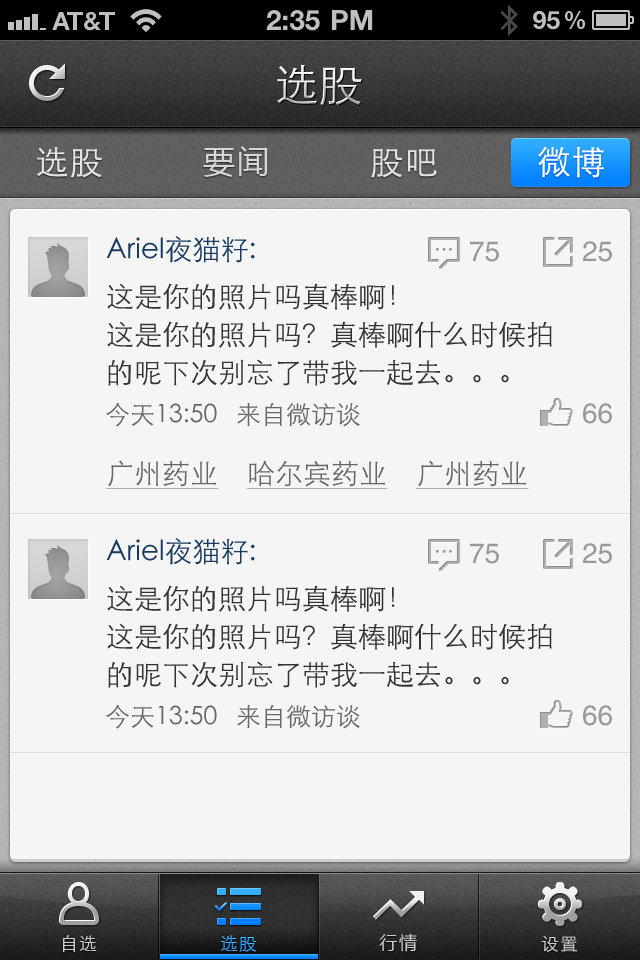 AT&T 2:35 PM 95%
选股
选股 要闻 股吧 微博
Ariel夜猫籽: 75 25
这是你的照片吗真棒啊!
这是你的照片吗？真棒啊什么时候拍
的呢下次别忘了带我一起去。。。
今天13:50 来自微访谈 66
广州药业 哈尔宾药业 广州药业
Ariel夜猫籽: 75 25
这是你的照片吗真棒啊!
这是你的照片吗？真棒啊什么时候拍
的呢下次别忘了带我一起去。。。
今天13:50 来自微访谈 66
自选 选股 行情 设置